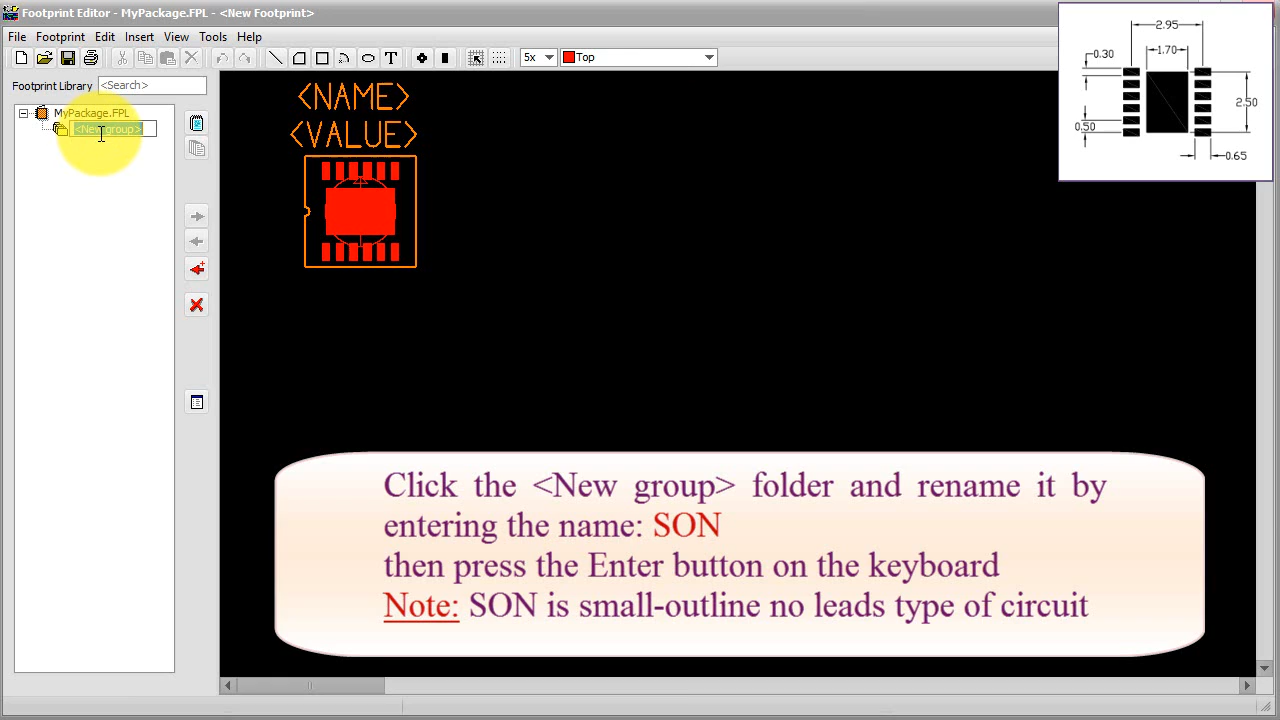 Footprint Editor - MyPackage.FPL - <New Footprint>
File Footprint Edit Insert View Tools Help
T 5x Top
Footprint Library <Search>
MyPackage.FPL
<New group>
<NAME>
<VALUE>
2.95
1.70
0.30
2.50
0.50
0.65
Click the <New group> folder and rename it by
entering the name: SON
then press the Enter button on the keyboard
Note: SON is small-outline no leads type of circuit